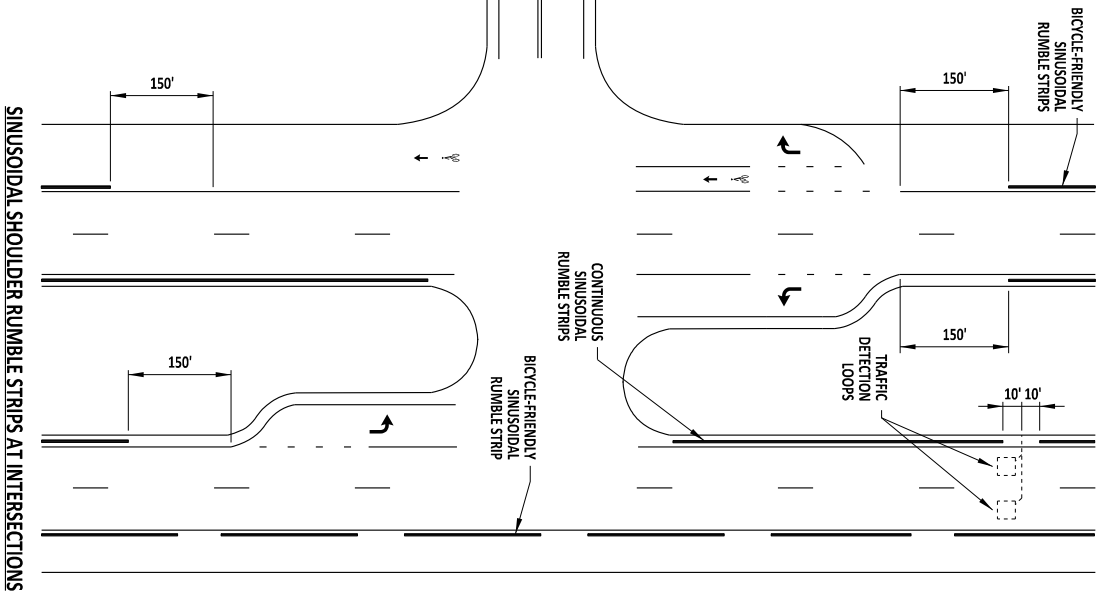 BICYCLE-FRIENDLY
SINUSOIDAL
RUMBLE STRIPS
150'
150'
CONTINUOUS
SINUSOIDAL
RUMBLE STRIPS
150'
TRAFFIC
DETECTION
LOOPS
150'
BICYCLE-FRIENDLY
SINUSOIDAL
RUMBLE STRIP
10' 10'
SINUSOIDAL SHOULDER RUMBLE STRIPS AT INTERSECTIONS